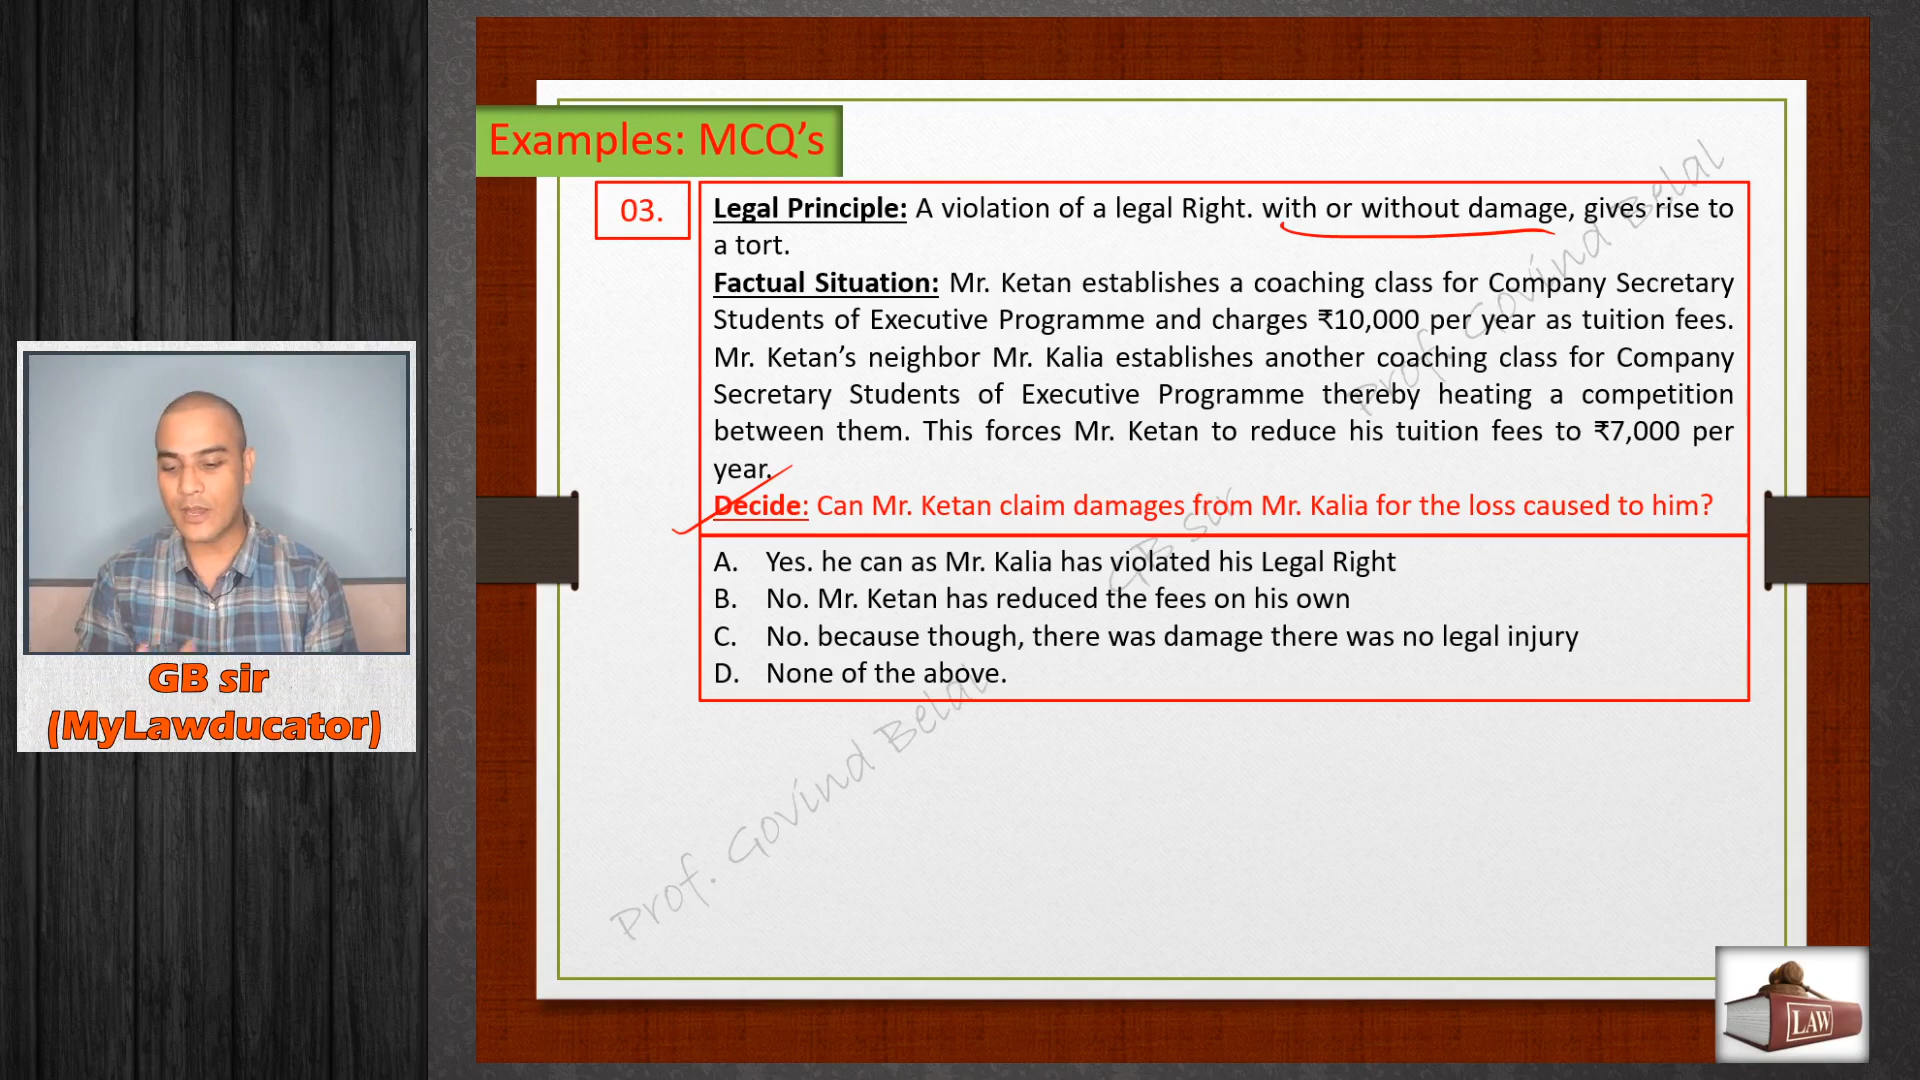 Examples: MCQ’s
03.
Legal Principle: A violation of a legal Right. with or without damage, gives rise to
a tort.
Factual Situation: Mr. Ketan establishes a coaching class for Company Secretary
Students of Executive Programme and charges ₹10,000 per year as tuition fees.
Mr. Ketan’s neighbor Mr. Kalia establishes another coaching class for Company
Secretary Students of Executive Programme thereby heating a competition
between them. This forces Mr. Ketan to reduce his tuition fees to ₹7,000 per
year.
Decide: Can Mr. Ketan claim damages from Mr. Kalia for the loss caused to him?
A. Yes. he can as Mr. Kalia has violated his Legal Right
B. No. Mr. Ketan has reduced the fees on his own
C. No. because though, there was damage there was no legal injury
D. None of the above.
GB sir
(MyLawducator)
Prof. Govind Belal
GB sir
Prof. Govind Belal
LAW